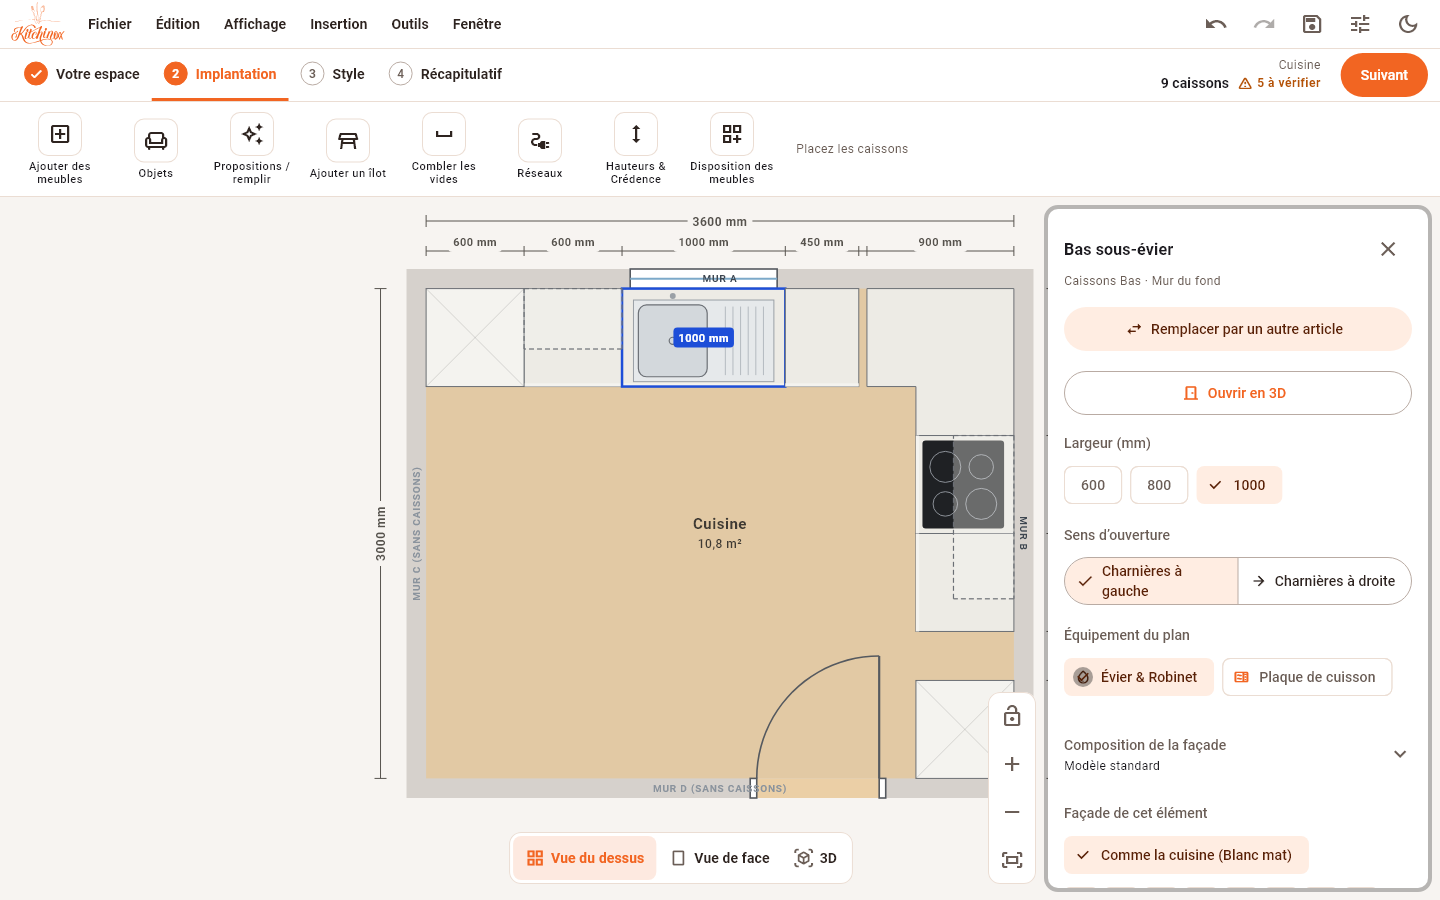 Kitchinox
Fichier
Édition
Affichage
Insertion
Outils
Fenêtre
Votre espace
2 Implantation
3 Style
4 Récapitulatif
Cuisine
9 caissons
5 à vérifier
Suivant
Ajouter des
meubles
Objets
Propositions /
remplir
Ajouter un îlot
Combler les
vides
Réseaux
Hauteurs &
Crédence
Disposition des
meubles
Placez les caissons
3600 mm
600 mm
600 mm
1000 mm
450 mm
900 mm
MUR A
1000 mm
3000 mm
MUR C (SANS CAISSONS)
Cuisine
10,8 m²
MUR B
MUR D (SANS CAISSONS)
Vue du dessus
Vue de face
3D
Bas sous-évier
Caissons Bas · Mur du fond
Remplacer par un autre article
Ouvrir en 3D
Largeur (mm)
600
800
1000
Sens d’ouverture
Charnières à
gauche
Charnières à droite
Équipement du plan
Évier & Robinet
Plaque de cuisson
Composition de la façade
Modèle standard
Façade de cet élément
Comme la cuisine (Blanc mat)